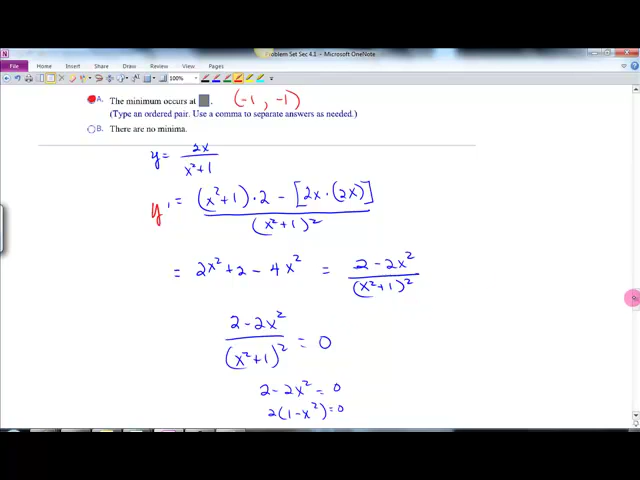 Problem Set Sec 4.1 - Microsoft OneNote
File Home Insert Share Draw Review View
100%
A. The minimum occurs at . (-1, -1)
(Type an ordered pair. Use a comma to separate answers as needed.)
B. There are no minima.
y = 2x / x²+1
y' = (x²+1)·2 - [2x·(2x)] / (x²+1)²
= 2x²+2 - 4x² = 2-2x² / (x²+1)²
2-2x² / (x²+1)² = 0
2-2x² = 0
2(1-x²)=0